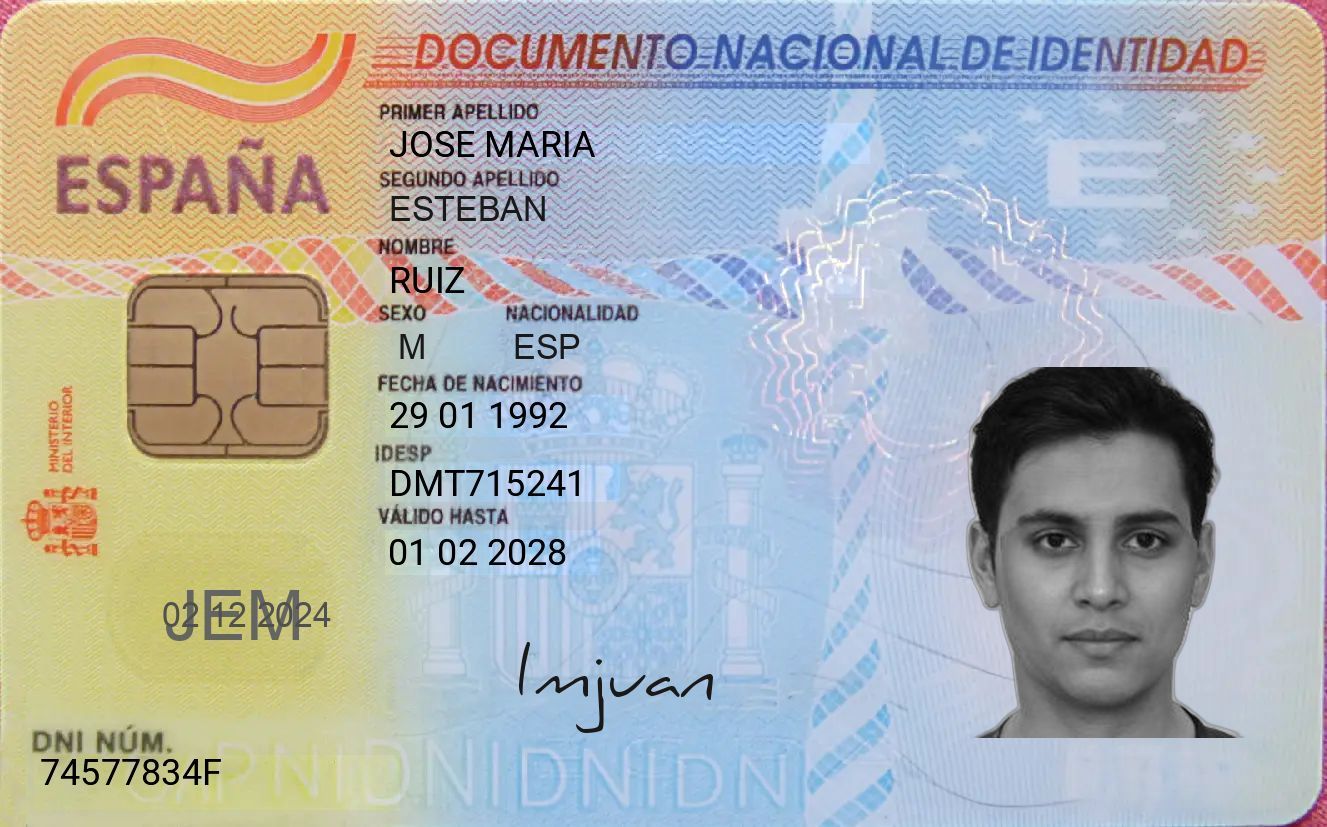 DOCUMENTO NACIONAL DE IDENTIDAD
ESPAÑA
PRIMER APELLIDO
JOSE MARIA
SEGUNDO APELLIDO
ESTEBAN
NOMBRE
RUIZ
SEXO NACIONALIDAD
M ESP
FECHA DE NACIMIENTO
29 01 1992
IDESP
DMT715241
VÁLIDO HASTA
01 02 2028
MINISTERIO
DEL INTERIOR
E
JEM
02 12 2024
Imjuan
DNI NÚM.
74577834F
DNIDNIDNIDN